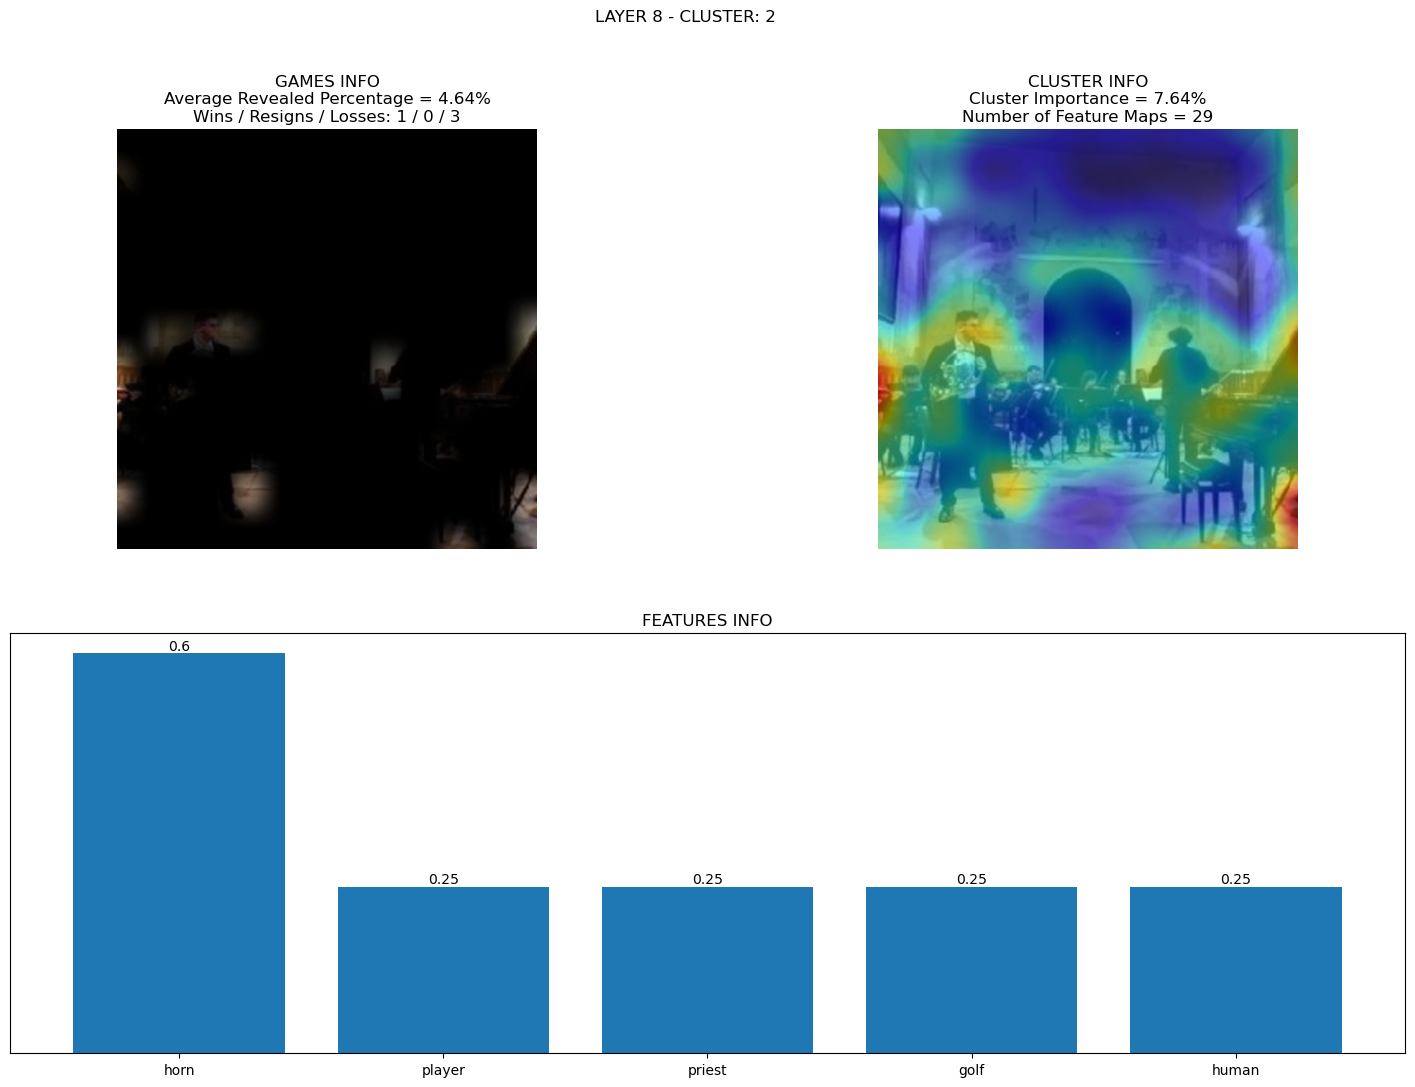 LAYER 8 - CLUSTER: 2
GAMES INFO
Average Revealed Percentage = 4.64%
Wins / Resigns / Losses: 1 / 0 / 3
CLUSTER INFO
Cluster Importance = 7.64%
Number of Feature Maps = 29
FEATURES INFO
0.6
0.25
0.25
0.25
0.25
horn
player
priest
golf
human